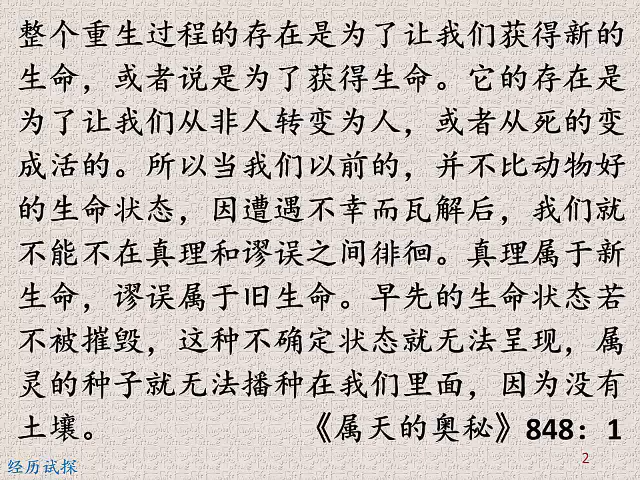 整个重生过程的存在是为了让我们获得新的
生命，或者说是为了获得生命。它的存在是
为了让我们从非人转变为人，或者从死的变
成活的。所以当我们以前的，并不比动物好
的生命状态，因遭遇不幸而瓦解后，我们就
不能不在真理和谬误之间徘徊。真理属于新
生命，谬误属于旧生命。早先的生命状态若
不被摧毁，这种不确定状态就无法呈现，属
灵的种子就无法播种在我们里面，因为没有
土壤。 《属天的奥秘》848：1
经历试探 2